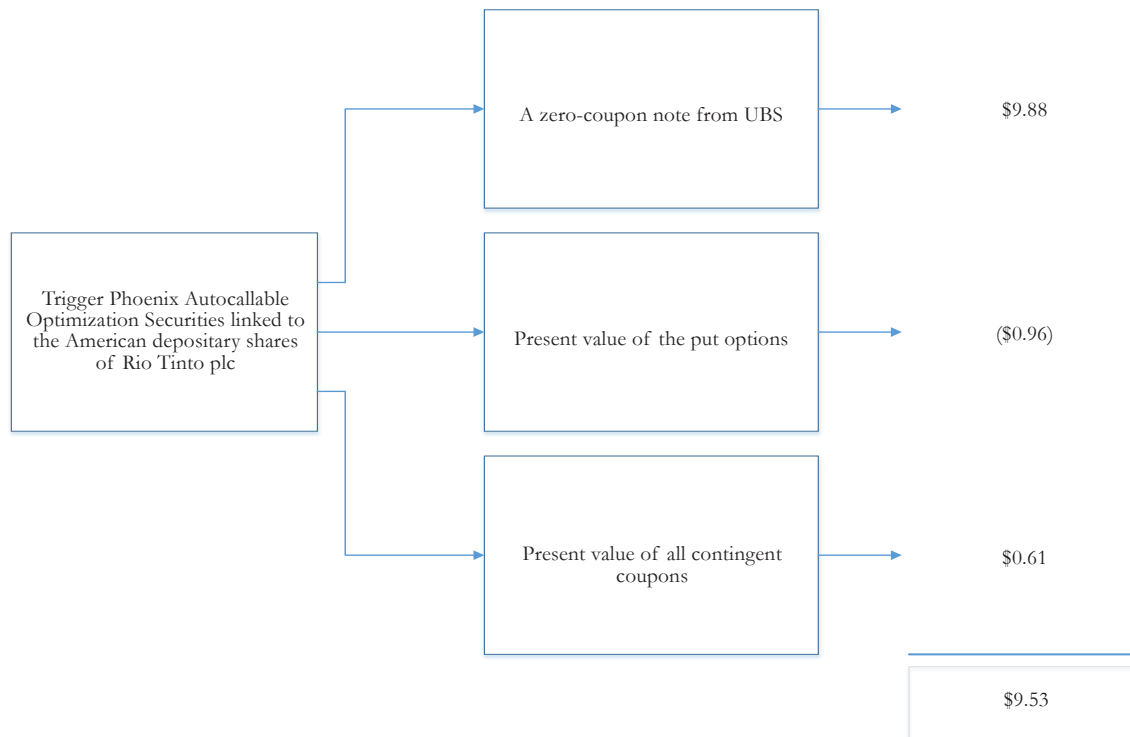 A zero-coupon note from UBS
$9.88
Trigger Phoenix Autocallable
Optimization Securities linked to
the American depositary shares
of Rio Tinto plc
Present value of the put options
($0.96)
Present value of all contingent
coupons
$0.61
$9.53